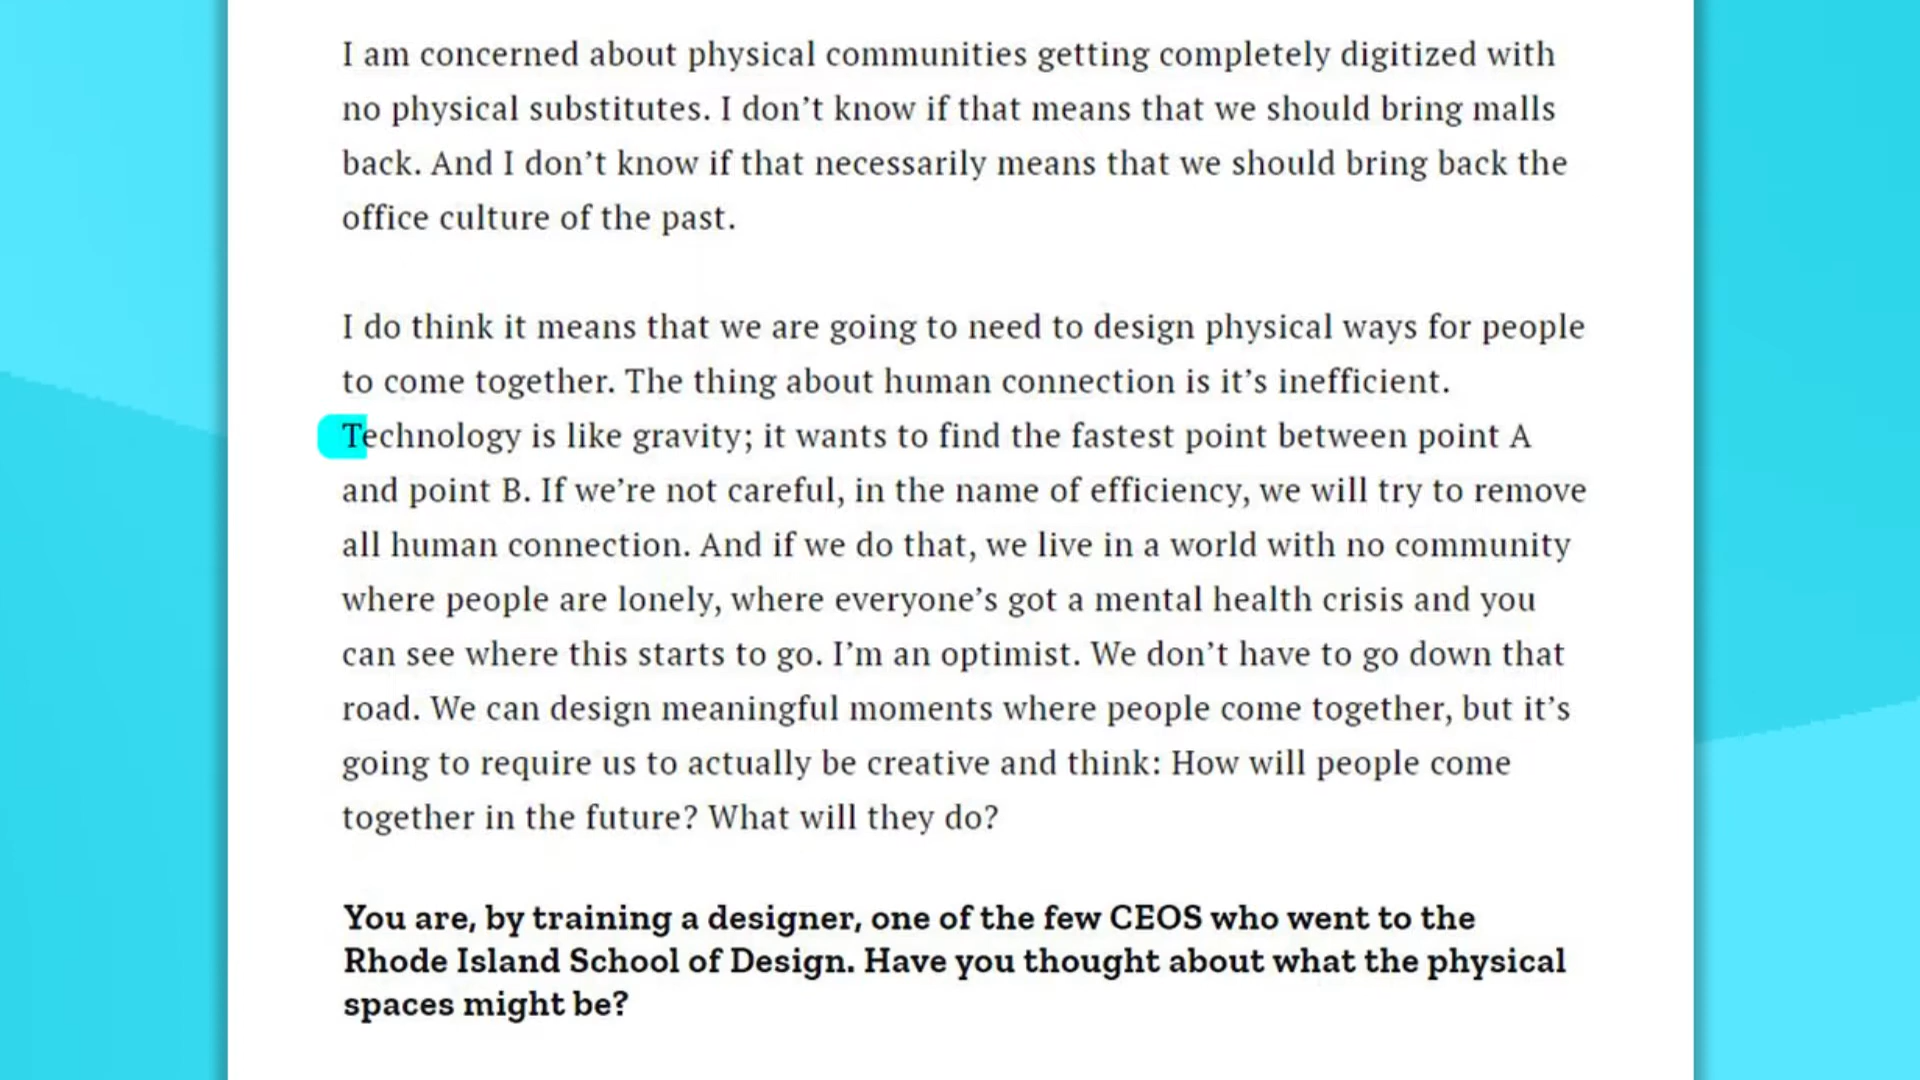 I am concerned about physical communities getting completely digitized with
no physical substitutes. I don’t know if that means that we should bring malls
back. And I don’t know if that necessarily means that we should bring back the
office culture of the past.
I do think it means that we are going to need to design physical ways for people
to come together. The thing about human connection is it’s inefficient.
Technology is like gravity; it wants to find the fastest point between point A
and point B. If we’re not careful, in the name of efficiency, we will try to remove
all human connection. And if we do that, we live in a world with no community
where people are lonely, where everyone’s got a mental health crisis and you
can see where this starts to go. I’m an optimist. We don’t have to go down that
road. We can design meaningful moments where people come together, but it’s
going to require us to actually be creative and think: How will people come
together in the future? What will they do?
You are, by training a designer, one of the few CEOS who went to the
Rhode Island School of Design. Have you thought about what the physical
spaces might be?